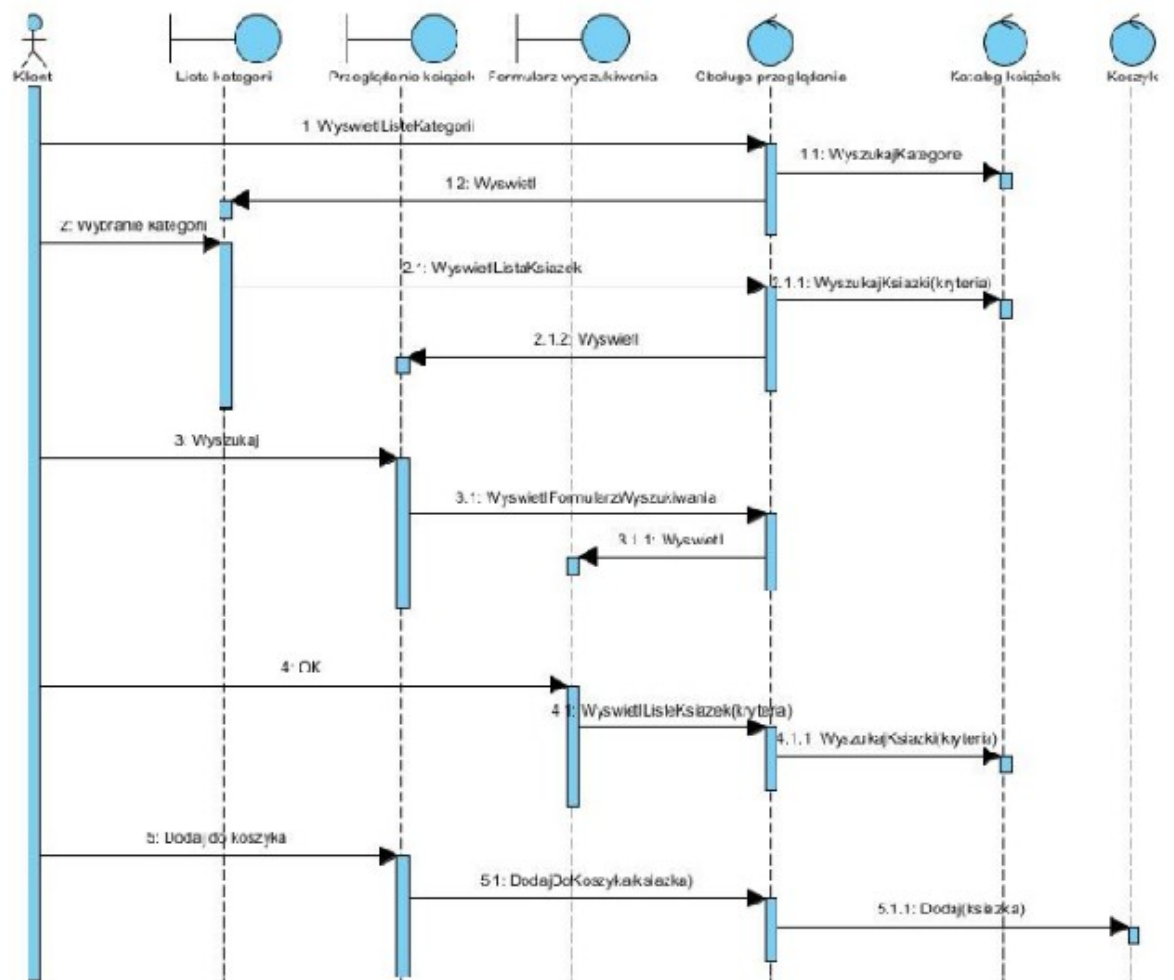 Klient
Lista kategorii
Przeglądanie książek
Formularz wyszukiwania
Obsługa przeglądania
Katalog książek
Koszyk
1 WyswietlListeKategorii
1.1: WyszukajKategorie
1.2: Wyswietl
2: Wybranie kategorii
2.1: WyswietlListaKsiazek
2.1.1: WyszukajKsiazki(kryteria)
2.1.2: Wyswietl
3: Wyszukaj
3.1: WyswietlFormularzWyszukiwania
3.1.1: Wyswietl
4: OK
4.1: WyswietlListeKsiazek(kryteria)
4.1.1 WyszukajKsiazki(kryteria)
5: Dodaj do koszyka
5.1: DodajDoKoszyka(ksiazka)
5.1.1: Dodaj(ksiazka)